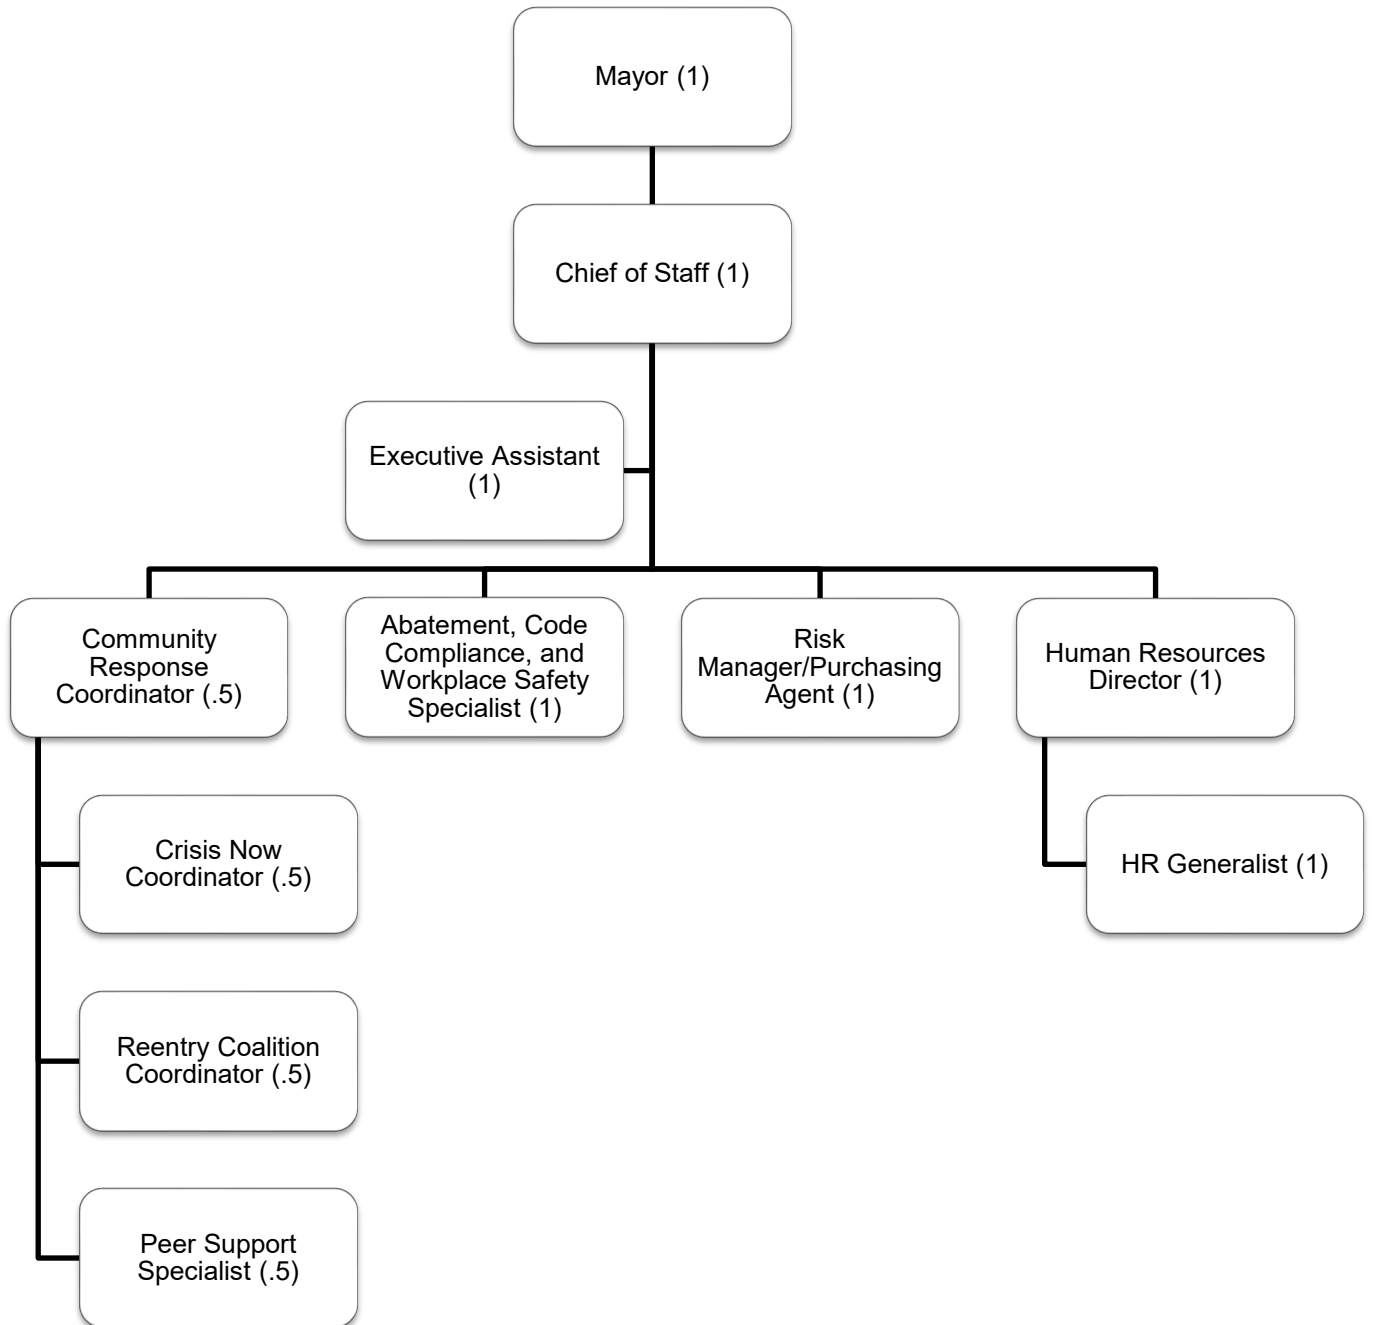 Mayor (1)
Chief of Staff (1)
Executive Assistant
(1)
Community
Response
Coordinator (.5)
Abatement, Code
Compliance, and
Workplace Safety
Specialist (1)
Risk
Manager/Purchasing
Agent (1)
Human Resources
Director (1)
Crisis Now
Coordinator (.5)
HR Generalist (1)
Reentry Coalition
Coordinator (.5)
Peer Support
Specialist (.5)